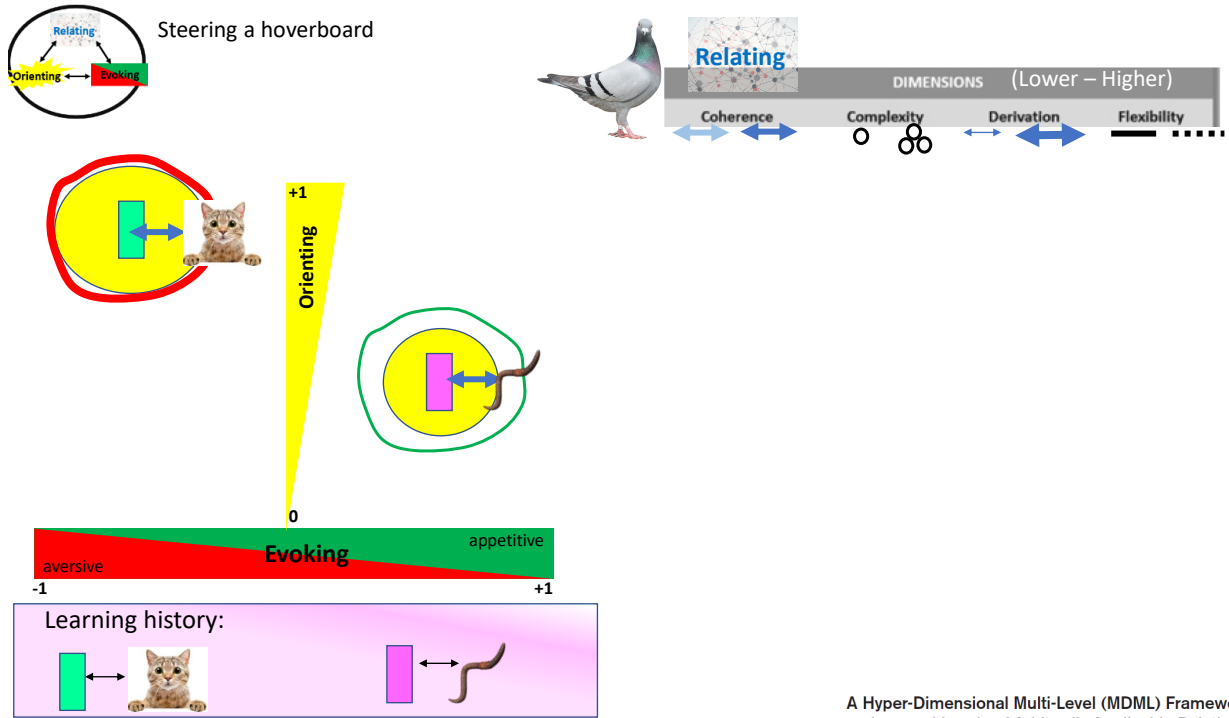 Steering a hoverboard
Relating
Orienting
Evoking
Relating
DIMENSIONS (Lower – Higher)
Coherence Complexity Derivation Flexibility
+1
Orienting
0
Evoking
appetitive
aversive
-1 +1
Learning history:
A Hyper-Dimensional Multi-Level (MDML) Framew